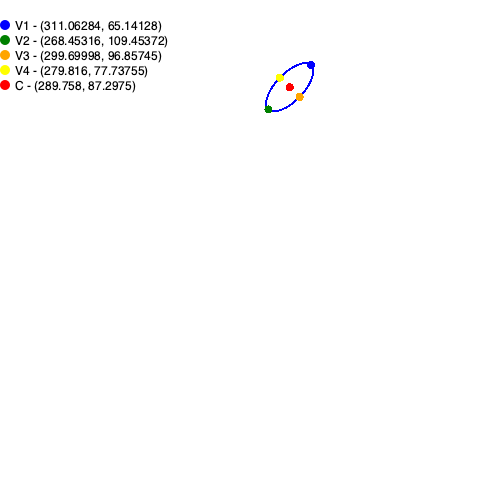 V1 - (311.06284, 65.14128)
V2 - (268.45316, 109.45372)
V3 - (299.69998, 96.85745)
V4 - (279.816, 77.73755)
C - (289.758, 87.2975)